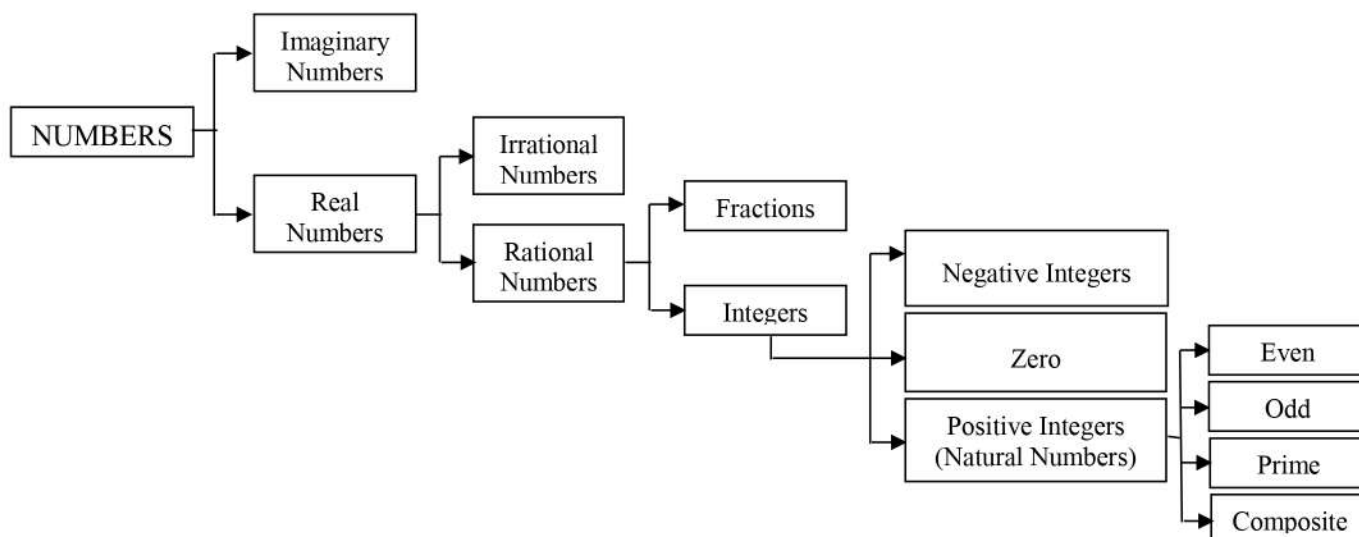 Imaginary
Numbers
NUMBERS
Real
Numbers
Irrational
Numbers
Rational
Numbers
Fractions
Integers
Negative Integers
Zero
Positive Integers
(Natural Numbers)
Even
Odd
Prime
Composite